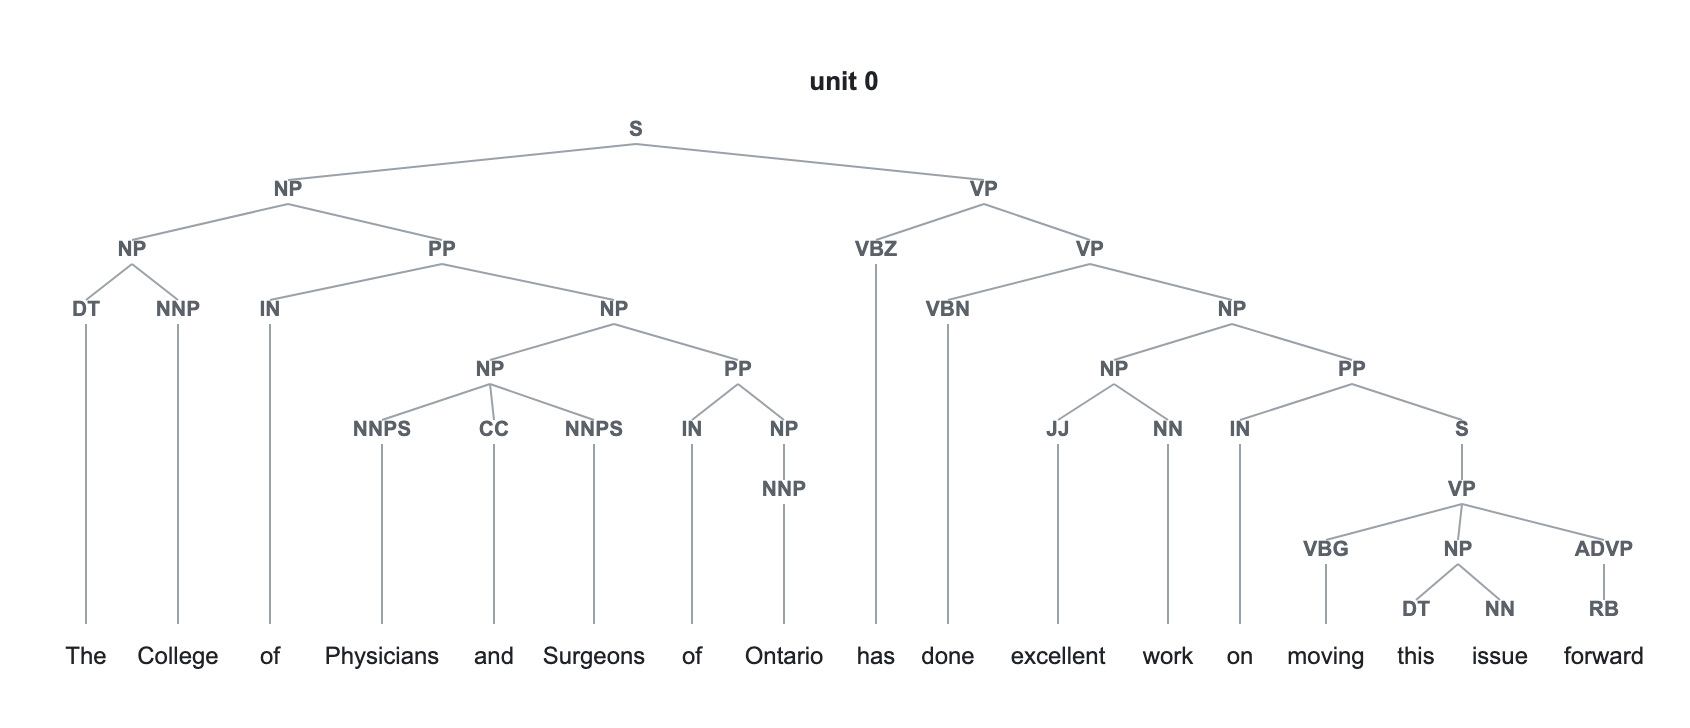 unit 0
S
NP VP
NP PP VBZ VP
DT NNP IN NP VBN NP
NP PP NP PP
NNPS CC NNPS IN NP JJ NN IN S
NNP VP
VBG NP ADVP
DT NN RB
The College of Physicians and Surgeons of Ontario has done excellent work on moving this issue forward